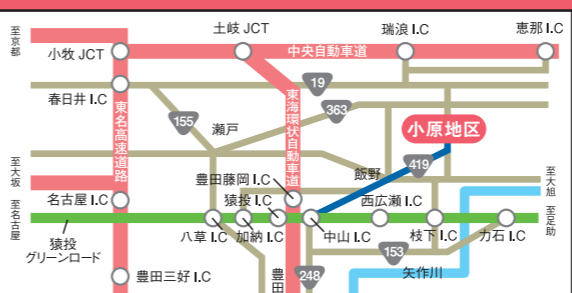 至京都
小牧 JCT
土岐 JCT
中央自動車道
瑞浪 I.C
恵那 I.C
19
春日井 I.C
東名高速道路
155
瀬戸
363
東海環状自動車道
小原地区
419
飯野
至大坂
豊田藤岡 I.C
至大旭
名古屋 I.C
猿投 I.C
西広瀬 I.C
至名古屋
至足助
猿投
グリーンロード
八草 I.C
加納 I.C
中山 I.C
枝下 I.C
力石 I.C
153
豊田三好 I.C
豊田
248
矢作川